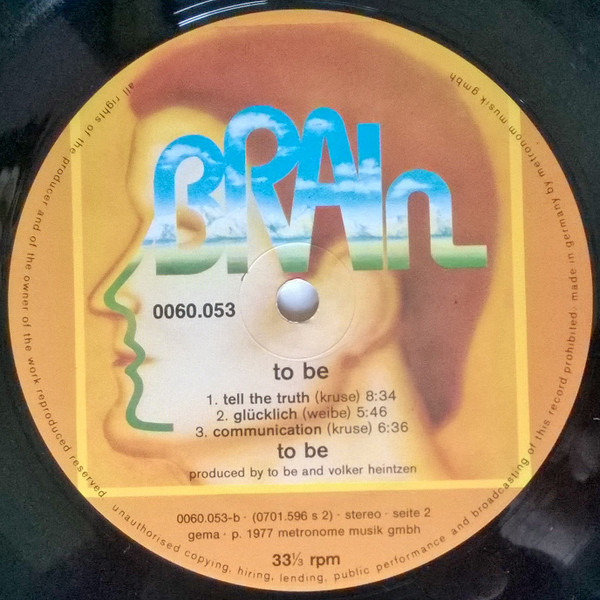 BRAIn
0060.053
to be
1. tell the truth (kruse) 8:34
2. glücklich (weibe) 5:46
3. communication (kruse) 6:36
to be
produced by to be and volker heintzen
0060.053-b · (0701.596 s 2) · stereo · seite 2
gema · p. 1977 metronome musik gmbh
33⅓ rpm
all rights of the producer and of the owner of the work reproduced reserved. unauthorised copying, hiring, lending, public performance and broadcasting of this record prohibited. made in germany by metronom musik gmbh